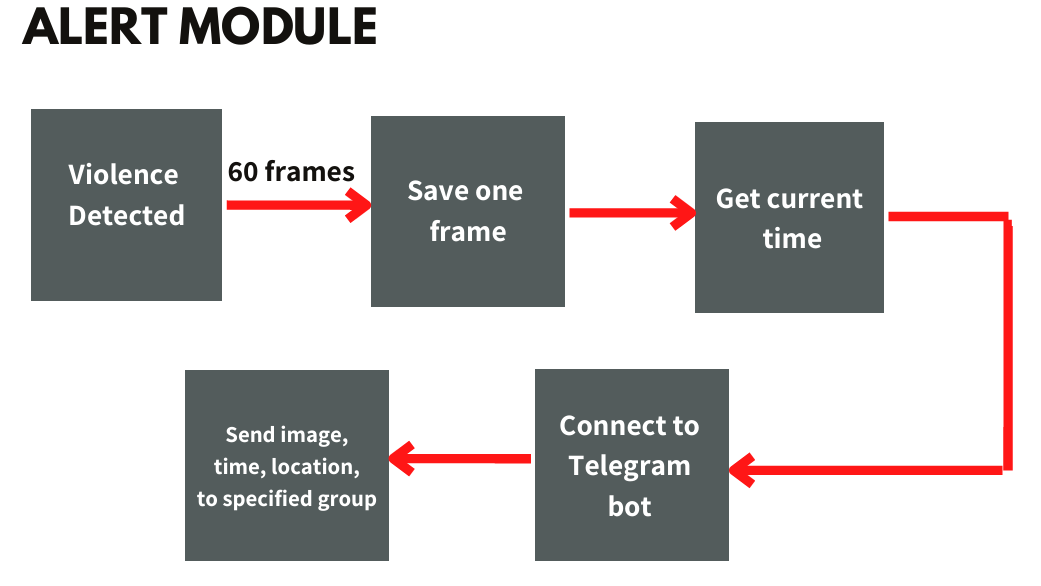 ALERT MODULE
Violence
Detected
60 frames
Save one
frame
Get current
time
Connect to
Telegram
bot
Send image,
time, location,
to specified group